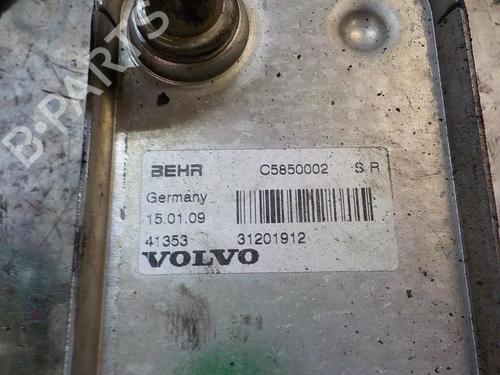 B-PARTS
BEHR C5850002 S R
Germany
15.01.09
41353 31201912
VOLVO